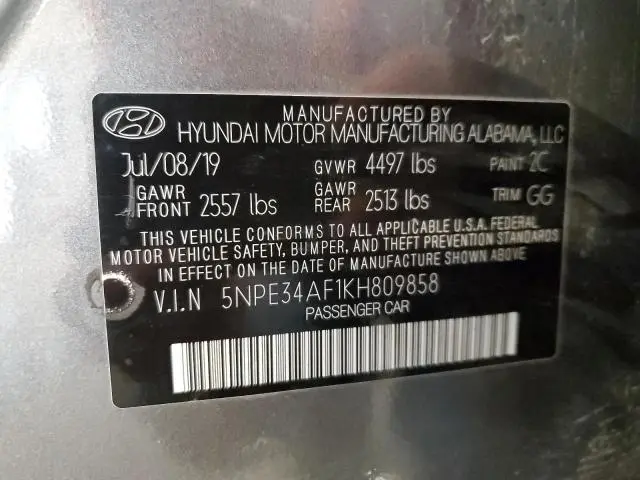 MANUFACTURED BY
HYUNDAI MOTOR MANUFACTURING ALABAMA, LLC
Jul/08/19 GVWR 4497 lbs PAINT 2C
GAWR FRONT 2557 lbs GAWR REAR 2513 lbs TRIM GG
THIS VEHICLE CONFORMS TO ALL APPLICABLE U.S.A. FEDERAL
MOTOR VEHICLE SAFETY, BUMPER, AND THEFT PREVENTION STANDARDS
IN EFFECT ON THE DATE OF MANUFACTURE SHOWN ABOVE.
V.I.N 5NPE34AF1KH809858
PASSENGER CAR